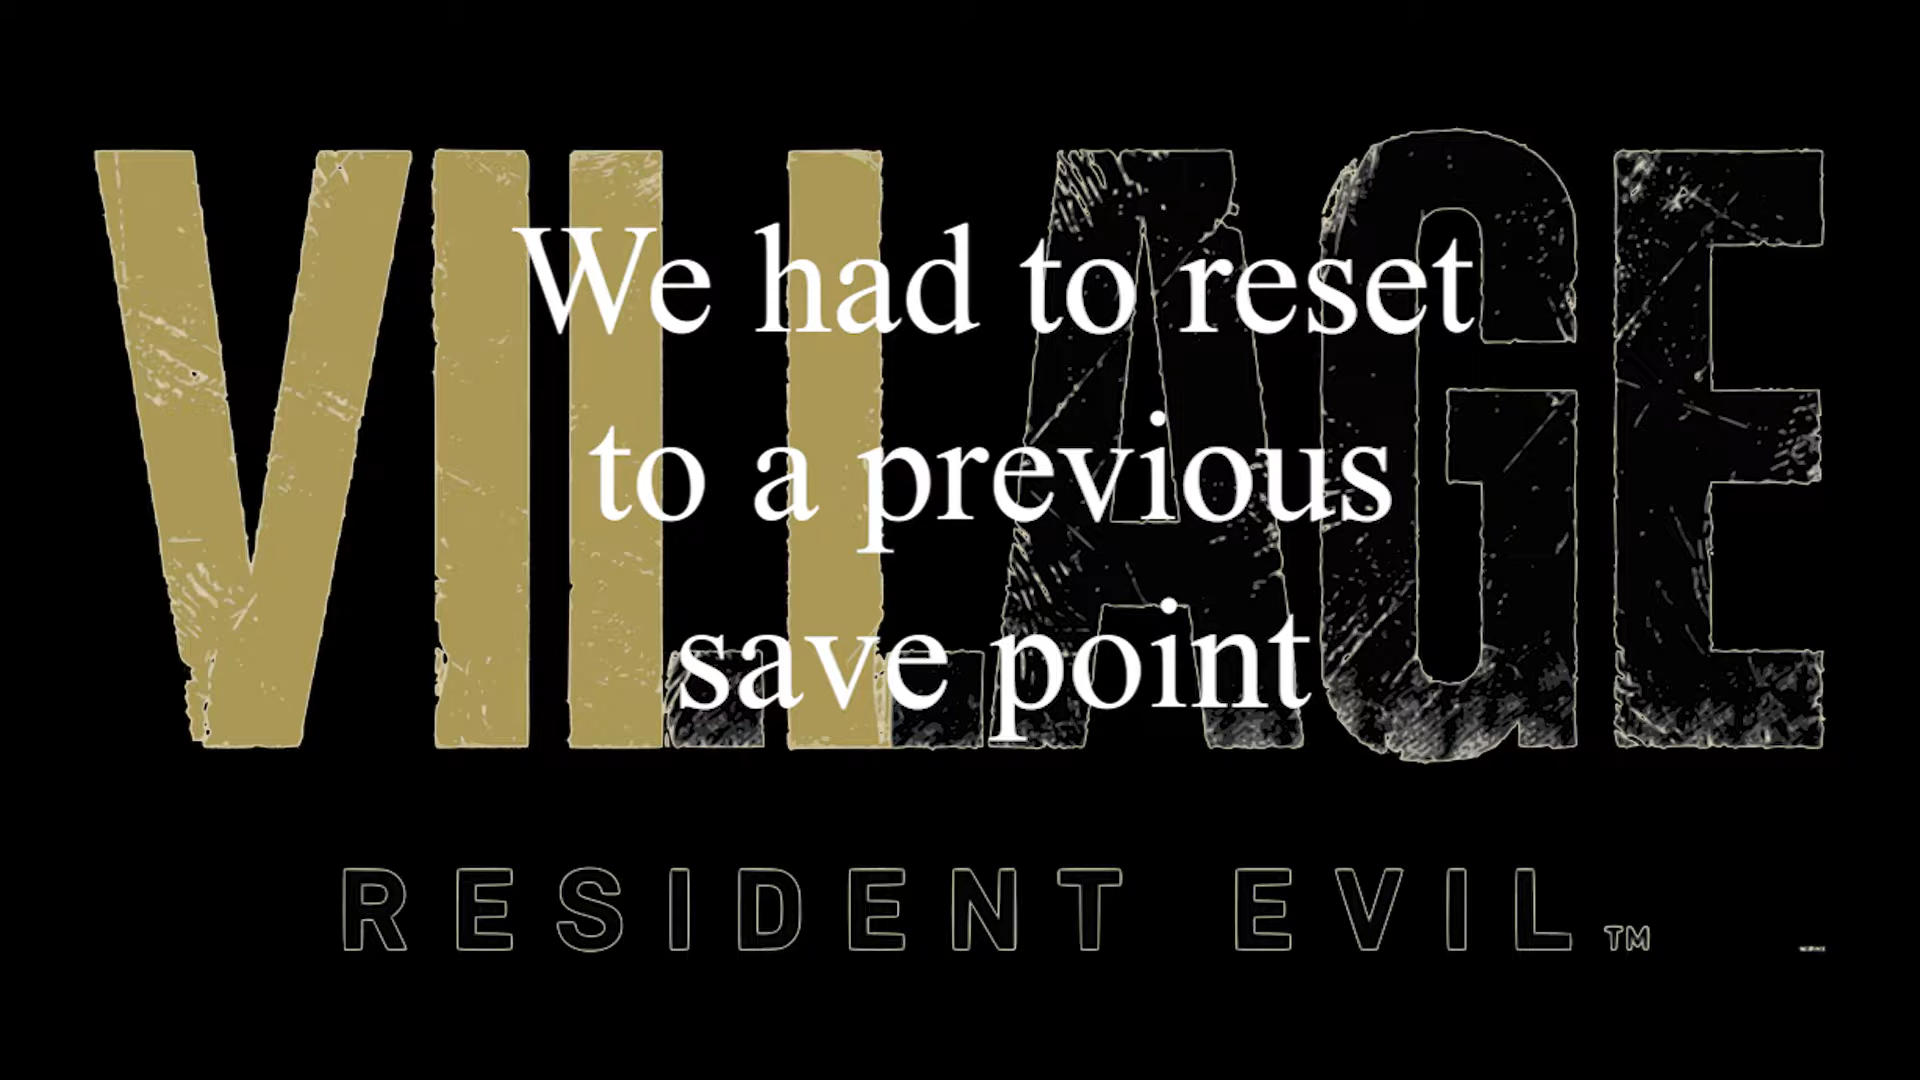 VILLAGE
We had to reset
to a previous
save point
RESIDENT EVIL™